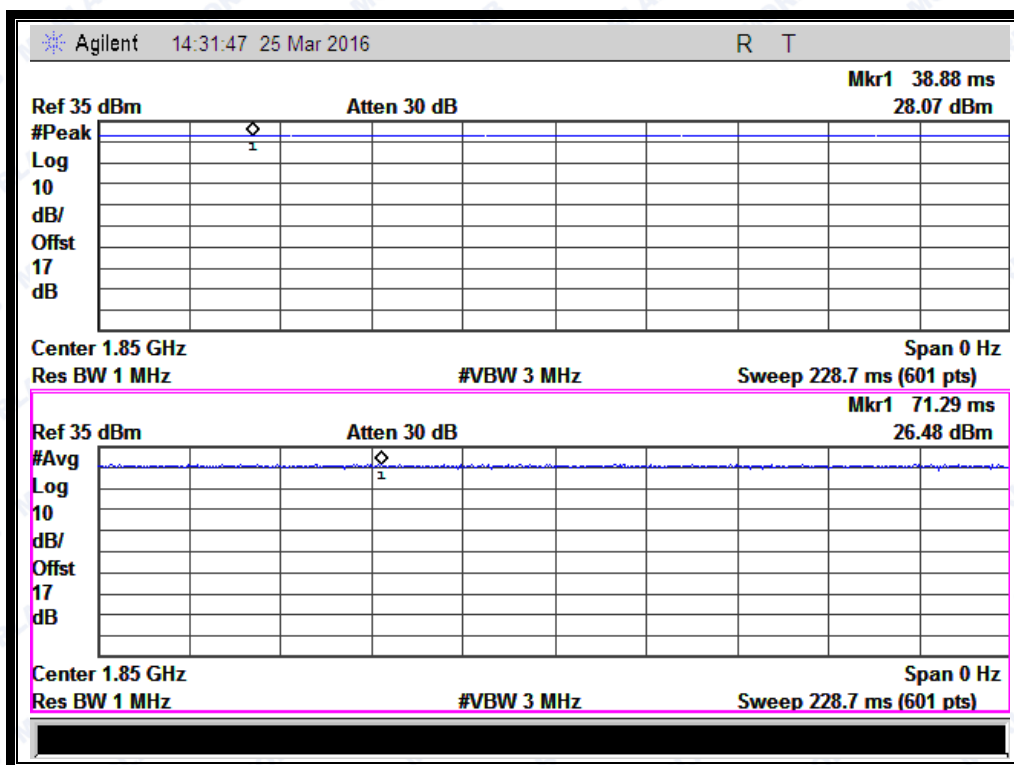 Agilent 14:31:47 25 Mar 2016 R T
Mkr1 38.88 ms
Ref 35 dBm Atten 30 dB 28.07 dBm
#Peak
1
Log
10
dB/
Offst
17
dB
Center 1.85 GHz Span 0 Hz
Res BW 1 MHz #VBW 3 MHz Sweep 228.7 ms (601 pts)
Mkr1 71.29 ms
Ref 35 dBm Atten 30 dB 26.48 dBm
#Avg
1
Log
10
dB/
Offst
17
dB
Center 1.85 GHz Span 0 Hz
Res BW 1 MHz #VBW 3 MHz Sweep 228.7 ms (601 pts)